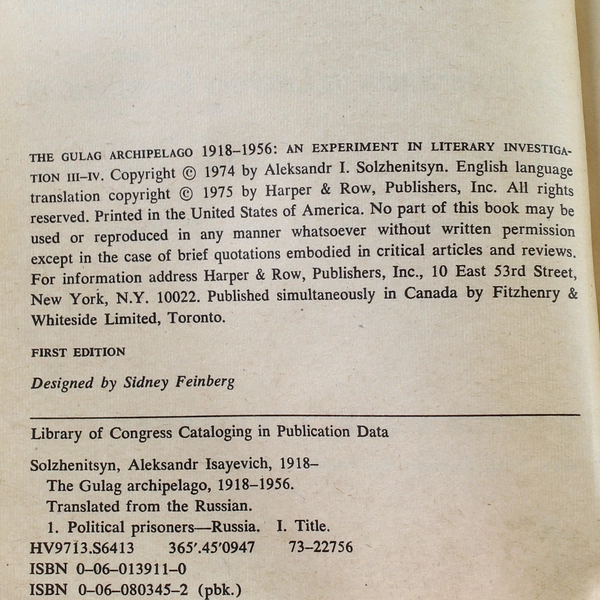 THE GULAG ARCHIPELAGO 1918–1956: AN EXPERIMENT IN LITERARY INVESTIGA-
TION III–IV. Copyright © 1974 by Aleksandr I. Solzhenitsyn. English language
translation copyright © 1975 by Harper & Row, Publishers, Inc. All rights
reserved. Printed in the United States of America. No part of this book may be
used or reproduced in any manner whatsoever without written permission
except in the case of brief quotations embodied in critical articles and reviews.
For information address Harper & Row, Publishers, Inc., 10 East 53rd Street,
New York, N.Y. 10022. Published simultaneously in Canada by Fitzhenry &
Whiteside Limited, Toronto.
FIRST EDITION
Designed by Sidney Feinberg
Library of Congress Cataloging in Publication Data
Solzhenitsyn, Aleksandr Isayevich, 1918–
The Gulag archipelago, 1918–1956.
Translated from the Russian.
1. Political prisoners—Russia. I. Title.
HV9713.S6413 365′.45′0947 73–22756
ISBN 0–06–013911–0
ISBN 0–06–080345–2 (pbk.)